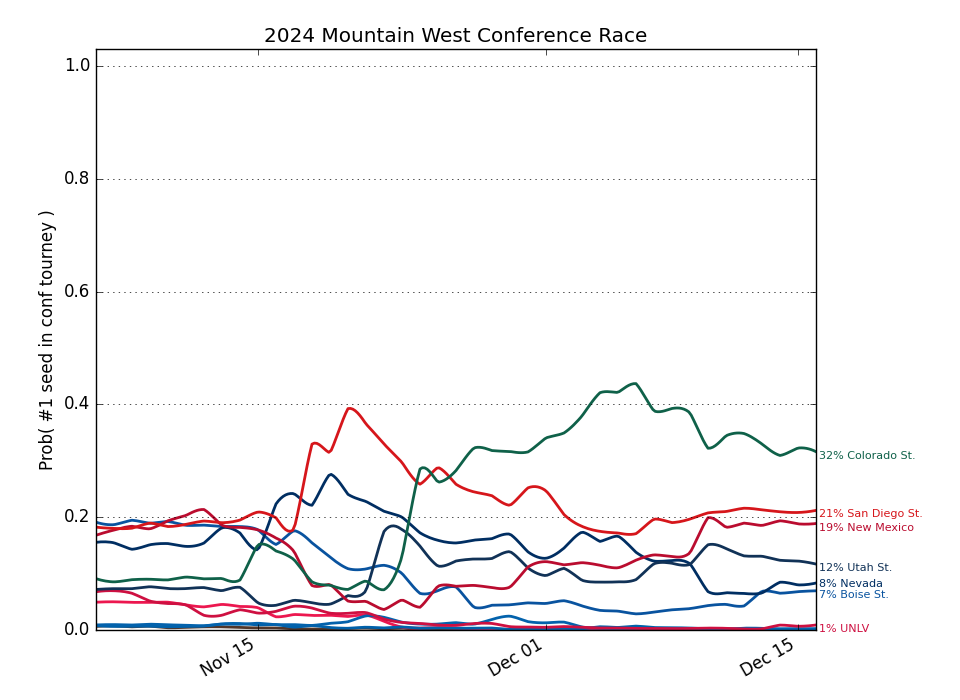 2024 Mountain West Conference Race
Prob( #1 seed in conf tourney )
1.0
0.8
0.6
0.4
0.2
0.0
Nov 15
Dec 01
Dec 15
32% Colorado St.
21% San Diego St.
19% New Mexico
12% Utah St.
8% Nevada
7% Boise St.
1% UNLV